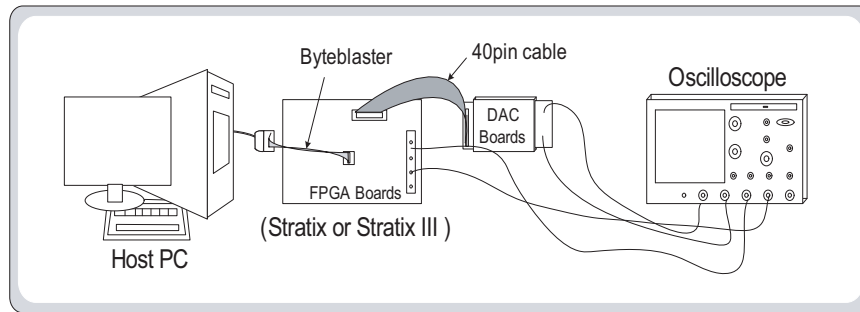 Byteblaster
40pin cable
Oscilloscope
DAC
Boards
FPGA Boards
(Stratix or Stratix III )
Host PC